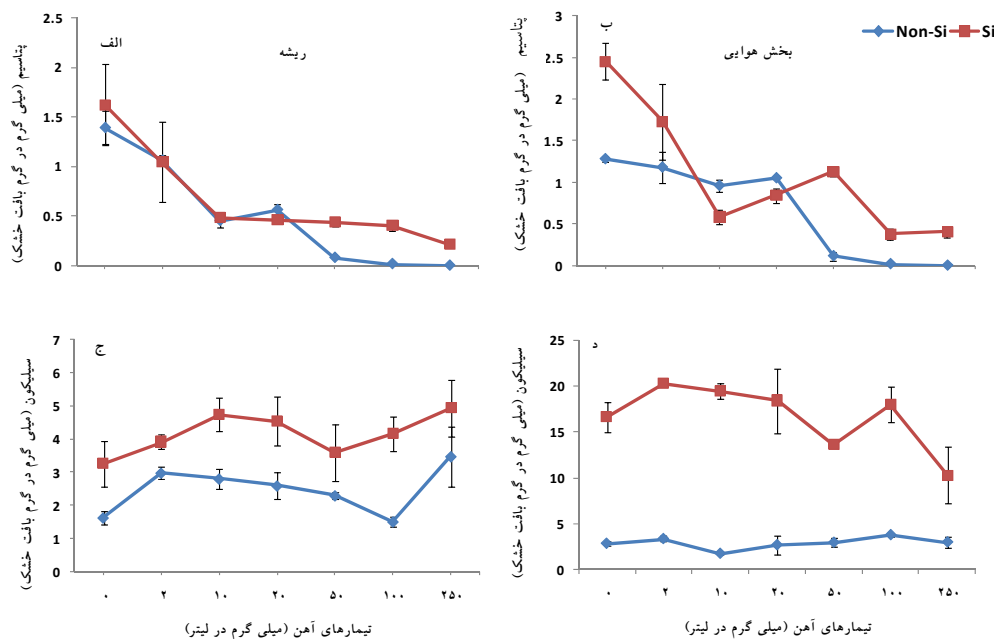 الف
ریشه
پتاسیم (میلی گرم در گرم بافت خشک)
2.5
2
1.5
1
0.5
0
ب
بخش هوایی
Non-Si
Si
پتاسیم (میلی گرم در گرم بافت خشک)
3
2.5
2
1.5
1
0.5
0
ج
سیلیکون (میلی گرم در گرم بافت خشک)
7
6
5
4
3
2
1
0
۰ ۲ ۱۰ ۲۰ ۵۰ ۱۰۰ ۲۵۰
تیمارهای آهن (میلی گرم در لیتر)
د
سیلیکون (میلی گرم در گرم بافت خشک)
25
20
15
10
5
0
۰ ۲ ۱۰ ۲۰ ۵۰ ۱۰۰ ۲۵۰
تیمارهای آهن (میلی گرم در لیتر)